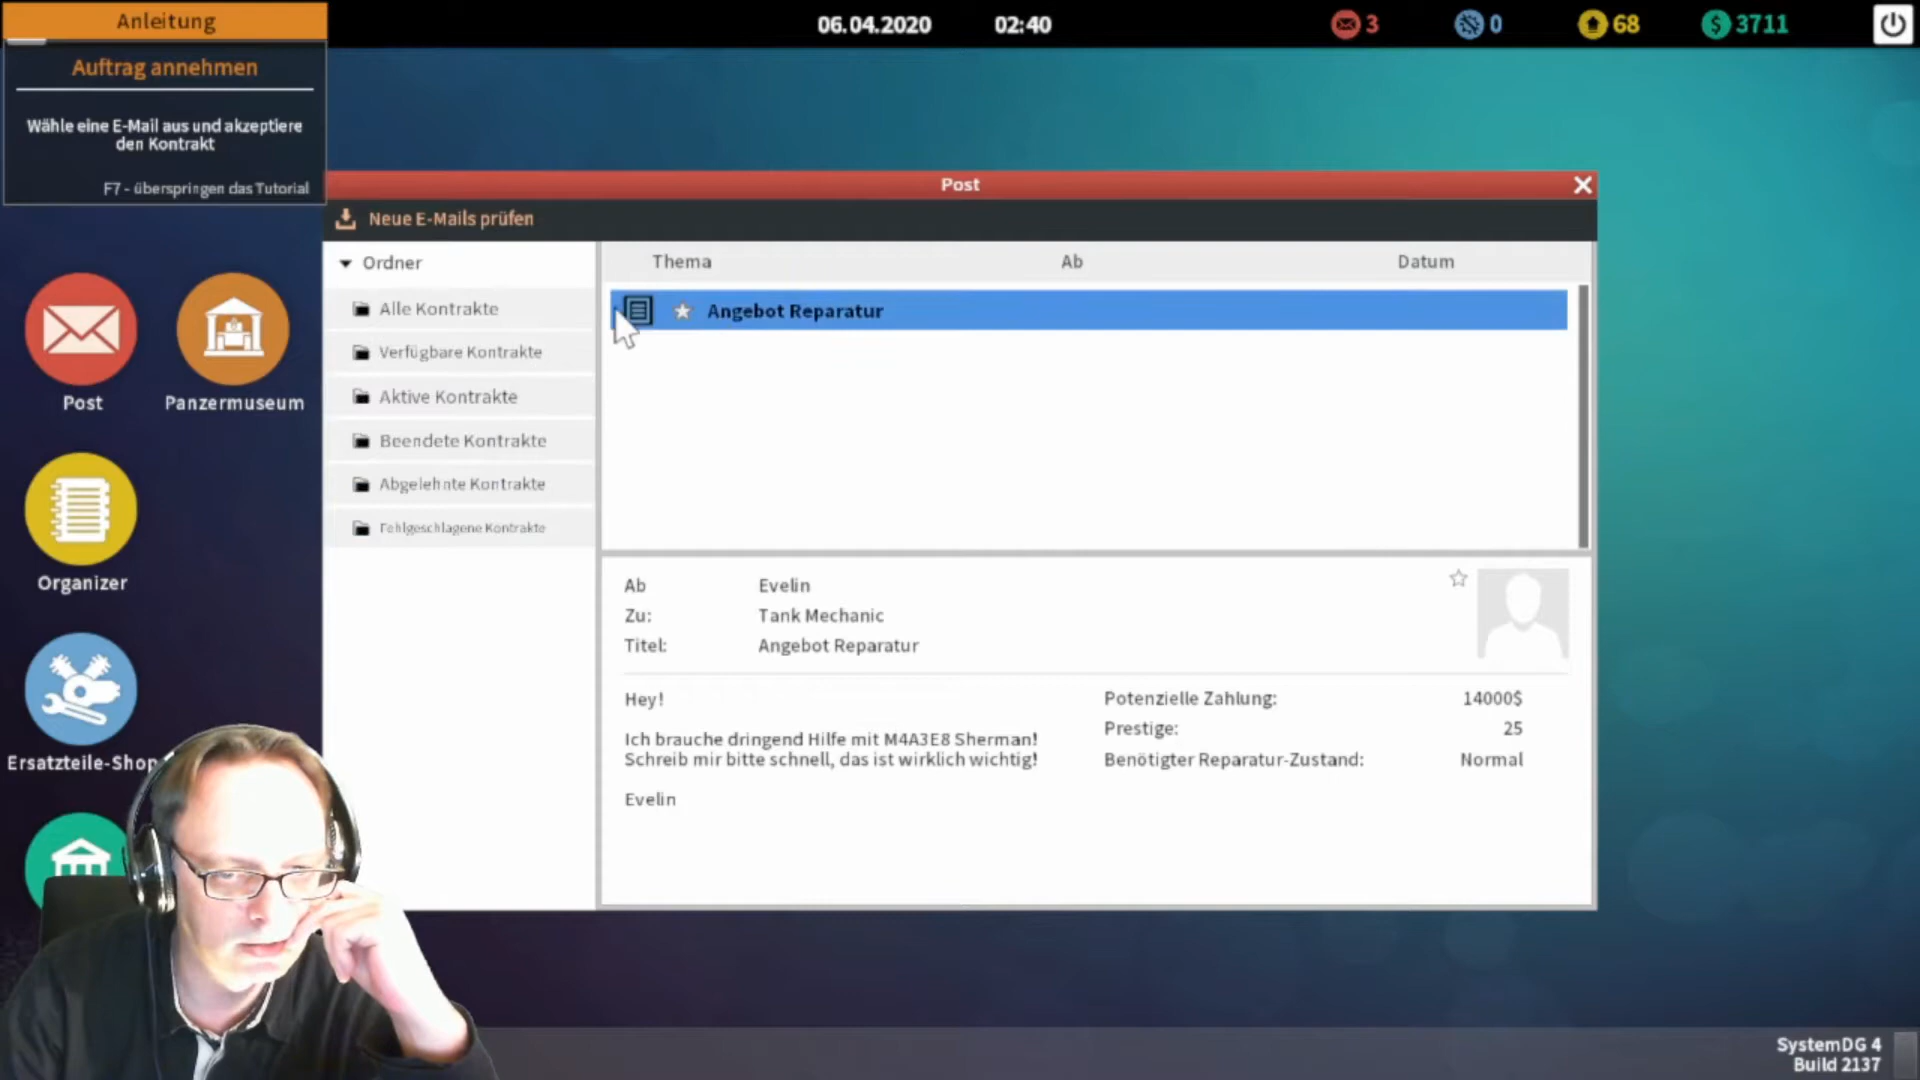 Anleitung
06.04.2020 02:40 3 0 68 $ 3711
Auftrag annehmen
Wähle eine E-Mail aus und akzeptiere
den Kontrakt
F7 - überspringen das Tutorial
Post
Neue E-Mails prüfen
Ordner
Thema Ab Datum
Alle Kontrakte
Angebot Reparatur
Verfügbare Kontrakte
Aktive Kontrakte
Beendete Kontrakte
Abgelehnte Kontrakte
Fehlgeschlagene Kontrakte
Post
Panzermuseum
Organizer
Ersatzteile-Shop
Ab Evelin
Zu: Tank Mechanic
Titel: Angebot Reparatur
Hey!
Ich brauche dringend Hilfe mit M4A3E8 Sherman!
Schreib mir bitte schnell, das ist wirklich wichtig!
Evelin
Potenzielle Zahlung: 14000$
Prestige: 25
Benötigter Reparatur-Zustand: Normal
SystemDG 4
Build 2137